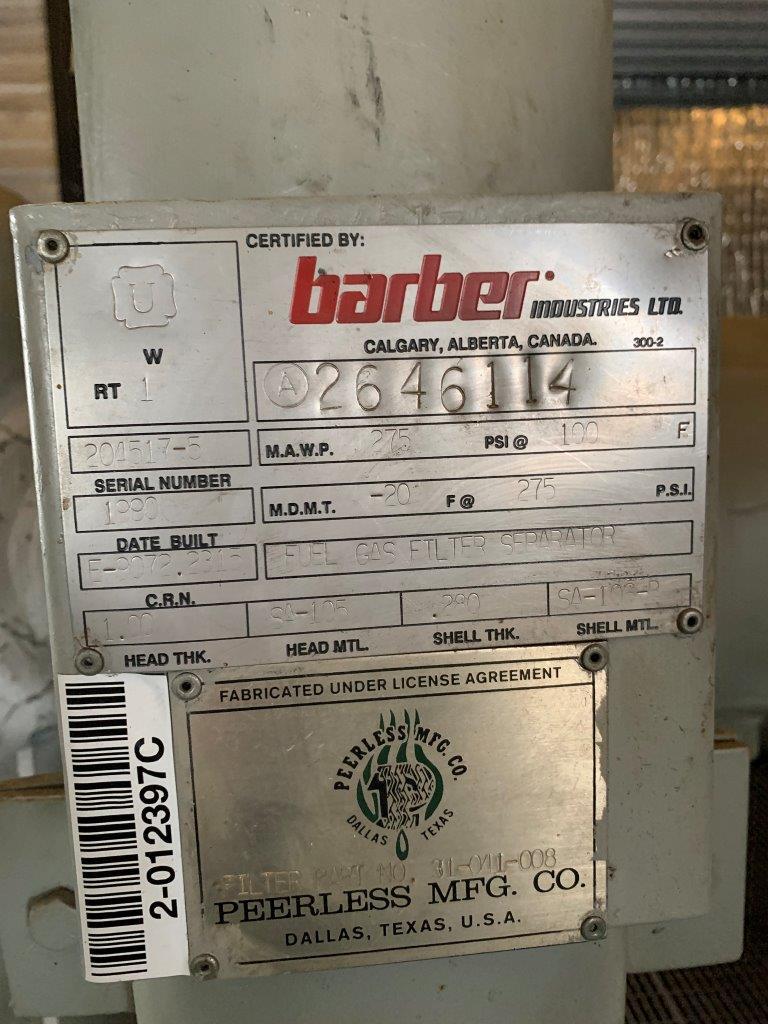 CERTIFIED BY:
U
barber INDUSTRIES LTD.
W
CALGARY, ALBERTA, CANADA. 300-2
RT 1
A 2646114
204517-5
M.A.W.P. 275 PSI @ 100 F
SERIAL NUMBER
1990
M.D.M.T. -20 F @ 275 P.S.I.
DATE BUILT
FUEL GAS FILTER SEPARATOR
C.R.N.
1.00 SA-105 .280
HEAD THK. HEAD MTL. SHELL THK. SHELL MTL.
FABRICATED UNDER LICENSE AGREEMENT
PEERLESS MFG. CO.
DALLAS TEXAS
FILTER PART NO. 31-011-008
PEERLESS MFG. CO.
DALLAS, TEXAS, U.S.A.
2-012397C